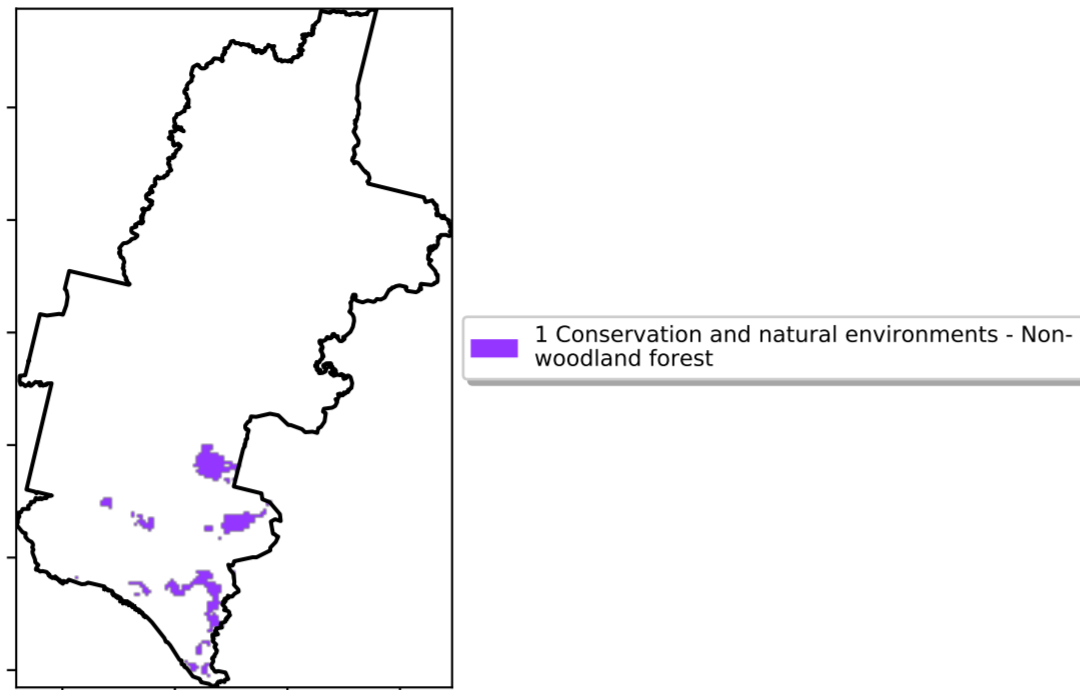 1 Conservation and natural environments - Non-
woodland forest